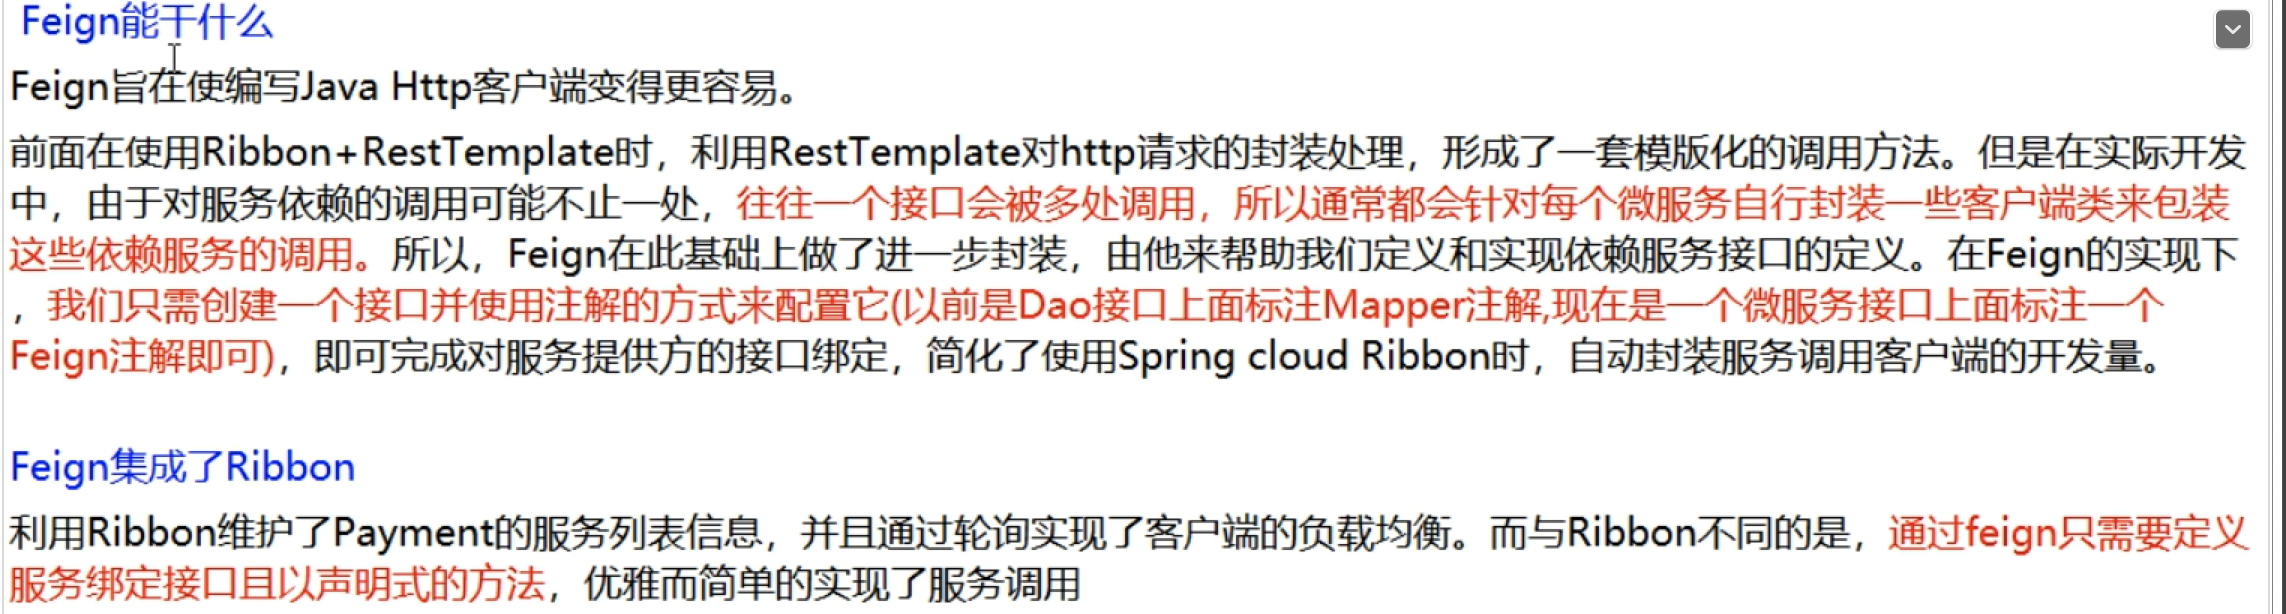 Feign能干什么
Feign旨在使编写Java Http客户端变得更容易。
前面在使用Ribbon+RestTemplate时，利用RestTemplate对http请求的封装处理，形成了一套模版化的调用方法。但是在实际开发
中，由于对服务依赖的调用可能不止一处，往往一个接口会被多处调用，所以通常都会针对每个微服务自行封装一些客户端类来包装
这些依赖服务的调用。所以，Feign在此基础上做了进一步封装，由他来帮助我们定义和实现依赖服务接口的定义。在Feign的实现下
，我们只需创建一个接口并使用注解的方式来配置它(以前是Dao接口上面标注Mapper注解,现在是一个微服务接口上面标注一个
Feign注解即可)，即可完成对服务提供方的接口绑定，简化了使用Spring cloud Ribbon时，自动封装服务调用客户端的开发量。
Feign集成了Ribbon
利用Ribbon维护了Payment的服务列表信息，并且通过轮询实现了客户端的负载均衡。而与Ribbon不同的是，通过feign只需要定义
服务绑定接口且以声明式的方法，优雅而简单的实现了服务调用